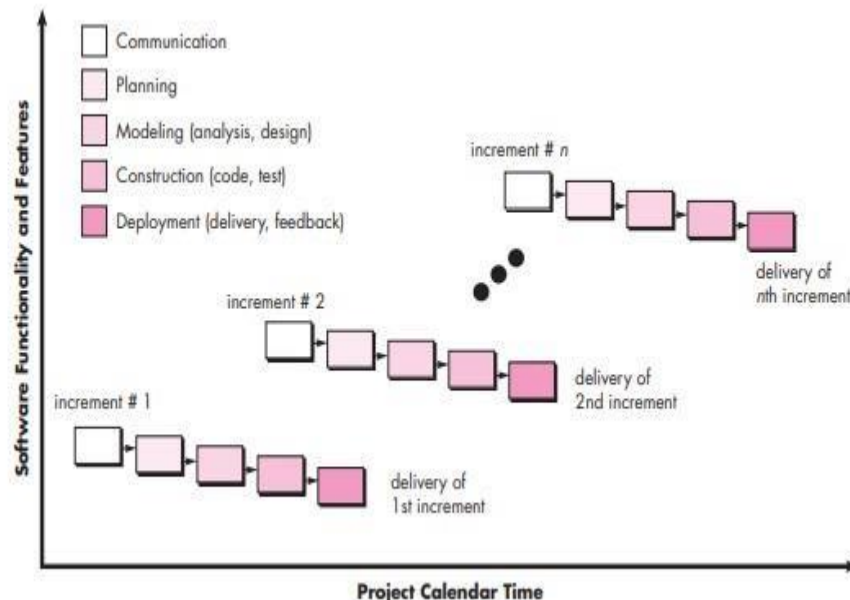 Software Functionality and Features
Communication
Planning
Modeling (analysis, design)
Construction (code, test)
Deployment (delivery, feedback)
increment # n
delivery of
nth increment
increment # 2
delivery of
2nd increment
increment # 1
delivery of
1st increment
Project Calendar Time